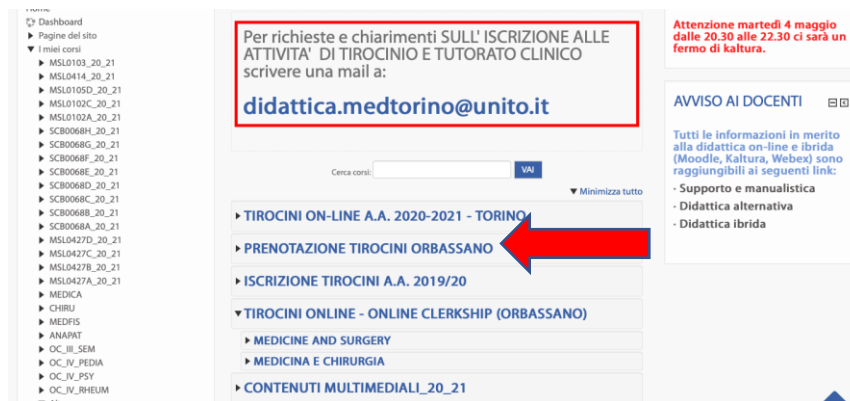 Home
Dashboard
Pagine del sito
I miei corsi
MSL0103_20_21
MSL0414_20_21
MSL0105D_20_21
MSL0102C_20_21
MSL0102A_20_21
SCB0068H_20_21
SCB0068G_20_21
SCB0068F_20_21
SCB0068E_20_21
SCB0068D_20_21
SCB0068C_20_21
SCB0068B_20_21
SCB0068A_20_21
MSL0427D_20_21
MSL0427C_20_21
MSL0427B_20_21
MSL0427A_20_21
MEDICA
CHIRU
MEDFIS
ANAPAT
OC_III_SEM
OC_IV_PEDIA
OC_IV_PSY
OC_IV_RHEUM
Per richieste e chiarimenti SULL' ISCRIZIONE ALLE
ATTIVITA' DI TIROCINIO E TUTORATO CLINICO
scrivere una mail a:
didattica.medtorino@unito.it
Cerca corsi:
VAI
Minimizza tutto
TIROCINI ON-LINE A.A. 2020-2021 - TORINO
PRENOTAZIONE TIROCINI ORBASSANO
ISCRIZIONE TIROCINI A.A. 2019/20
TIROCINI ONLINE - ONLINE CLERKSHIP (ORBASSANO)
MEDICINE AND SURGERY
MEDICINA E CHIRURGIA
CONTENUTI MULTIMEDIALI_20_21
Attenzione martedì 4 maggio
dalle 20.30 alle 22.30 ci sarà un
fermo di kaltura.
AVVISO AI DOCENTI
Tutti le informazioni in merito
alla didattica on-line e ibrida
(Moodle, Kaltura, Webex) sono
raggiungibili ai seguenti link:
· Supporto e manualistica
· Didattica alternativa
· Didattica ibrida